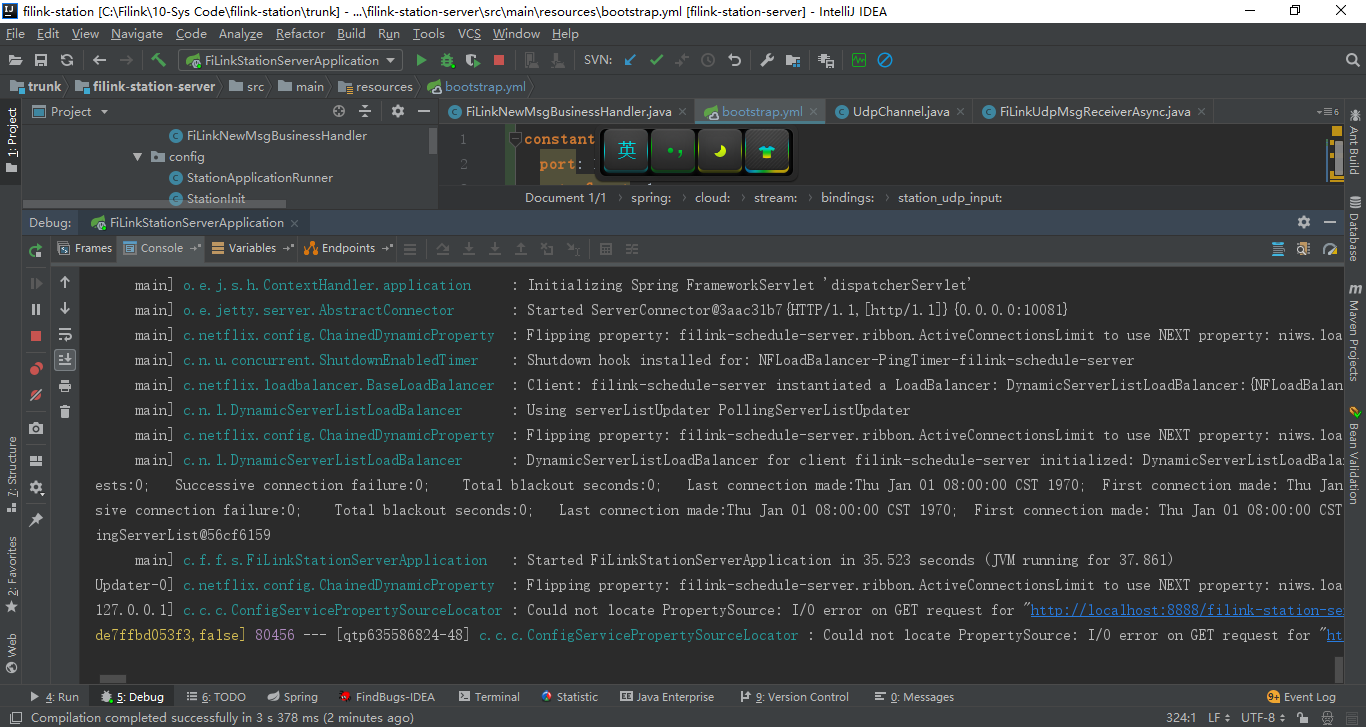 filink-station [C:\Filink\10-Sys Code\filink-station\trunk] - ...\filink-station-server\src\main\resources\bootstrap.yml [filink-station-server] - IntelliJ IDEA
File Edit View Navigate Code Analyze Refactor Build Run Tools VCS Window Help
FiLinkStationServerApplication SVN:
trunk filink-station-server src main resources bootstrap.yml
1: Project
Project
FiLinkNewMsgBusinessHandler.java bootstrap.yml UdpChannel.java FiLinkUdpMsgReceiverAsync.java 6
FiLinkNewMsgBusinessHandler
config
StationApplicationRunner
StationInit
1 constant
2 port:
英
Document 1/1 spring: cloud: stream: bindings: station_udp_input:
Ant Build
Database
Maven Projects
Bean Validation
Debug: FiLinkStationServerApplication
Frames Console Variables Endpoints
main] o.e.j.s.h.ContextHandler.application : Initializing Spring FrameworkServlet 'dispatcherServlet'
main] o.e.jetty.server.AbstractConnector : Started ServerConnector@3aac31b7{HTTP/1.1,[http/1.1]}{0.0.0.0:10081}
main] c.netflix.config.ChainedDynamicProperty : Flipping property: filink-schedule-server.ribbon.ActiveConnectionsLimit to use NEXT property: niws.loa
main] c.n.u.concurrent.ShutdownEnabledTimer : Shutdown hook installed for: NFLoadBalancer-PingTimer-filink-schedule-server
main] c.netflix.loadbalancer.BaseLoadBalancer : Client: filink-schedule-server instantiated a LoadBalancer: DynamicServerListLoadBalancer:{NFLoadBalan
main] c.n.l.DynamicServerListLoadBalancer : Using serverListUpdater PollingServerListUpdater
main] c.netflix.config.ChainedDynamicProperty : Flipping property: filink-schedule-server.ribbon.ActiveConnectionsLimit to use NEXT property: niws.loa
main] c.n.l.DynamicServerListLoadBalancer : DynamicServerListLoadBalancer for client filink-schedule-server initialized: DynamicServerListLoadBala
ests:0; Successive connection failure:0; Total blackout seconds:0; Last connection made:Thu Jan 01 08:00:00 CST 1970; First connection made: Thu Jan
sive connection failure:0; Total blackout seconds:0; Last connection made:Thu Jan 01 08:00:00 CST 1970; First connection made: Thu Jan 01 08:00:00 CST
ingServerList@56cf6159
main] c.f.f.s.FiLinkStationServerApplication : Started FiLinkStationServerApplication in 35.523 seconds (JVM running for 37.861)
Updater-0] c.netflix.config.ChainedDynamicProperty : Flipping property: filink-schedule-server.ribbon.ActiveConnectionsLimit to use NEXT property: niws.loa
127.0.0.1] c.c.c.ConfigServicePropertySourceLocator : Could not locate PropertySource: I/O error on GET request for "http://localhost:8888/filink-station-se
de7ffbd053f3,false] 80456 --- [qtp635586824-48] c.c.c.ConfigServicePropertySourceLocator : Could not locate PropertySource: I/O error on GET request for "ht
7: Structure
2: Favorites
Web
4: Run 5: Debug 6: TODO Spring FindBugs-IDEA Terminal Statistic Java Enterprise 9: Version Control 0: Messages 9+ Event Log
Compilation completed successfully in 3 s 378 ms (2 minutes ago) 324:1 LF UTF-8